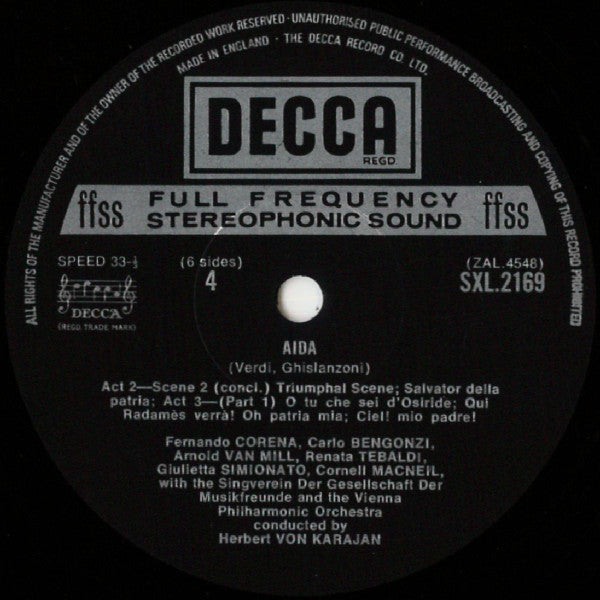 ALL RIGHTS OF THE MANUFACTURER AND OF THE OWNER OF THE RECORDED WORK RESERVED · UNAUTHORISED PUBLIC PERFORMANCE BROADCASTING AND COPYING OF THIS RECORD PROHIBITED
MADE IN ENGLAND · THE DECCA RECORD CO. LTD.
DECCA
REGD.
ffss FULL FREQUENCY ffss
STEREOPHONIC SOUND
SPEED 33-⅓ (6 sides) (ZAL.4548)
4 SXL.2169
DECCA
(REGD. TRADE MARK)
AIDA
(Verdi, Ghislanzoni)
Act 2—Scene 2 (concl.) Triumphal Scene; Salvator della
patria; Act 3—(Part 1) O tu che sei d'Osiride; Qui
Radamès verrà! Oh patria mia; Ciel! mio padre!
Fernando CORENA, Carlo BENGONZI,
Arnold VAN MILL, Renata TEBALDI,
Giulietta SIMIONATO, Cornell MACNEIL,
with the Singverein Der Gesellschaft Der
Musikfreunde and the Vienna
Philharmonic Orchestra
conducted by
Herbert VON KARAJAN